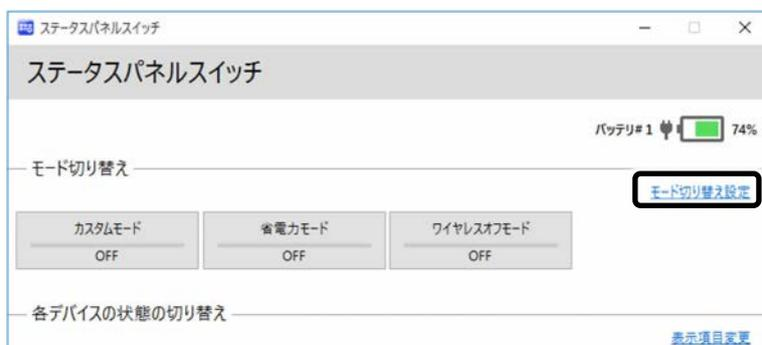 ステータスパネルスイッチ
ステータスパネルスイッチ
バッテリ#1 74%
モード切り替え
モード切り替え設定
カスタムモード 省電力モード ワイヤレスオフモード
OFF OFF OFF
各デバイスの状態の切り替え
表示項目変更